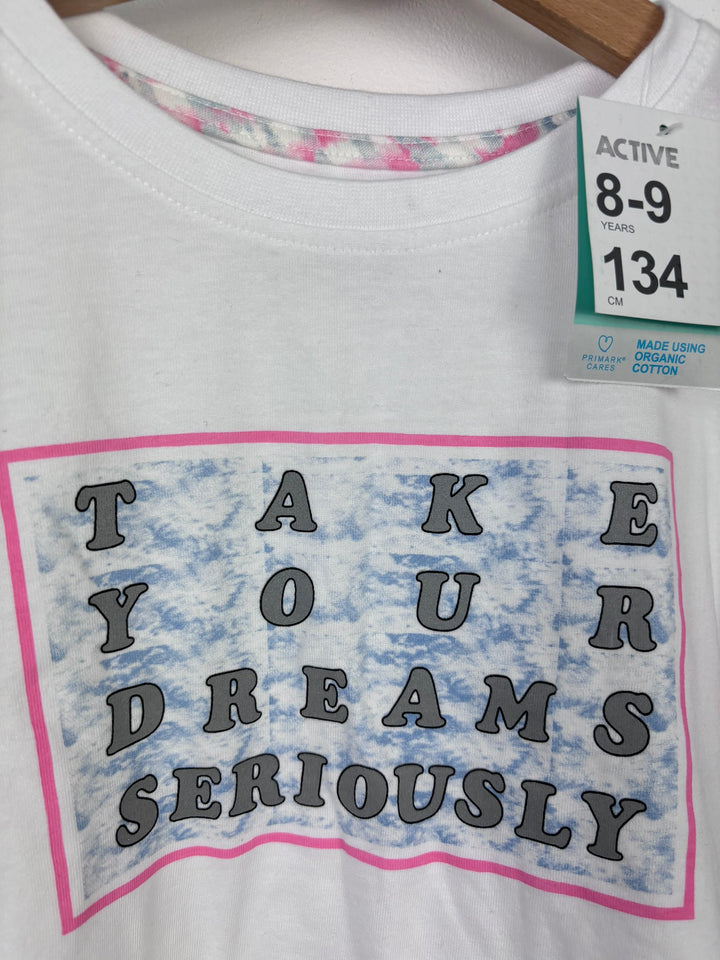 ACTIVE
8-9
YEARS
134
CM
PRIMARK®
CARES
MADE USING
ORGANIC
COTTON
TAKE
YOUR
DREAMS
SERIOUSLY